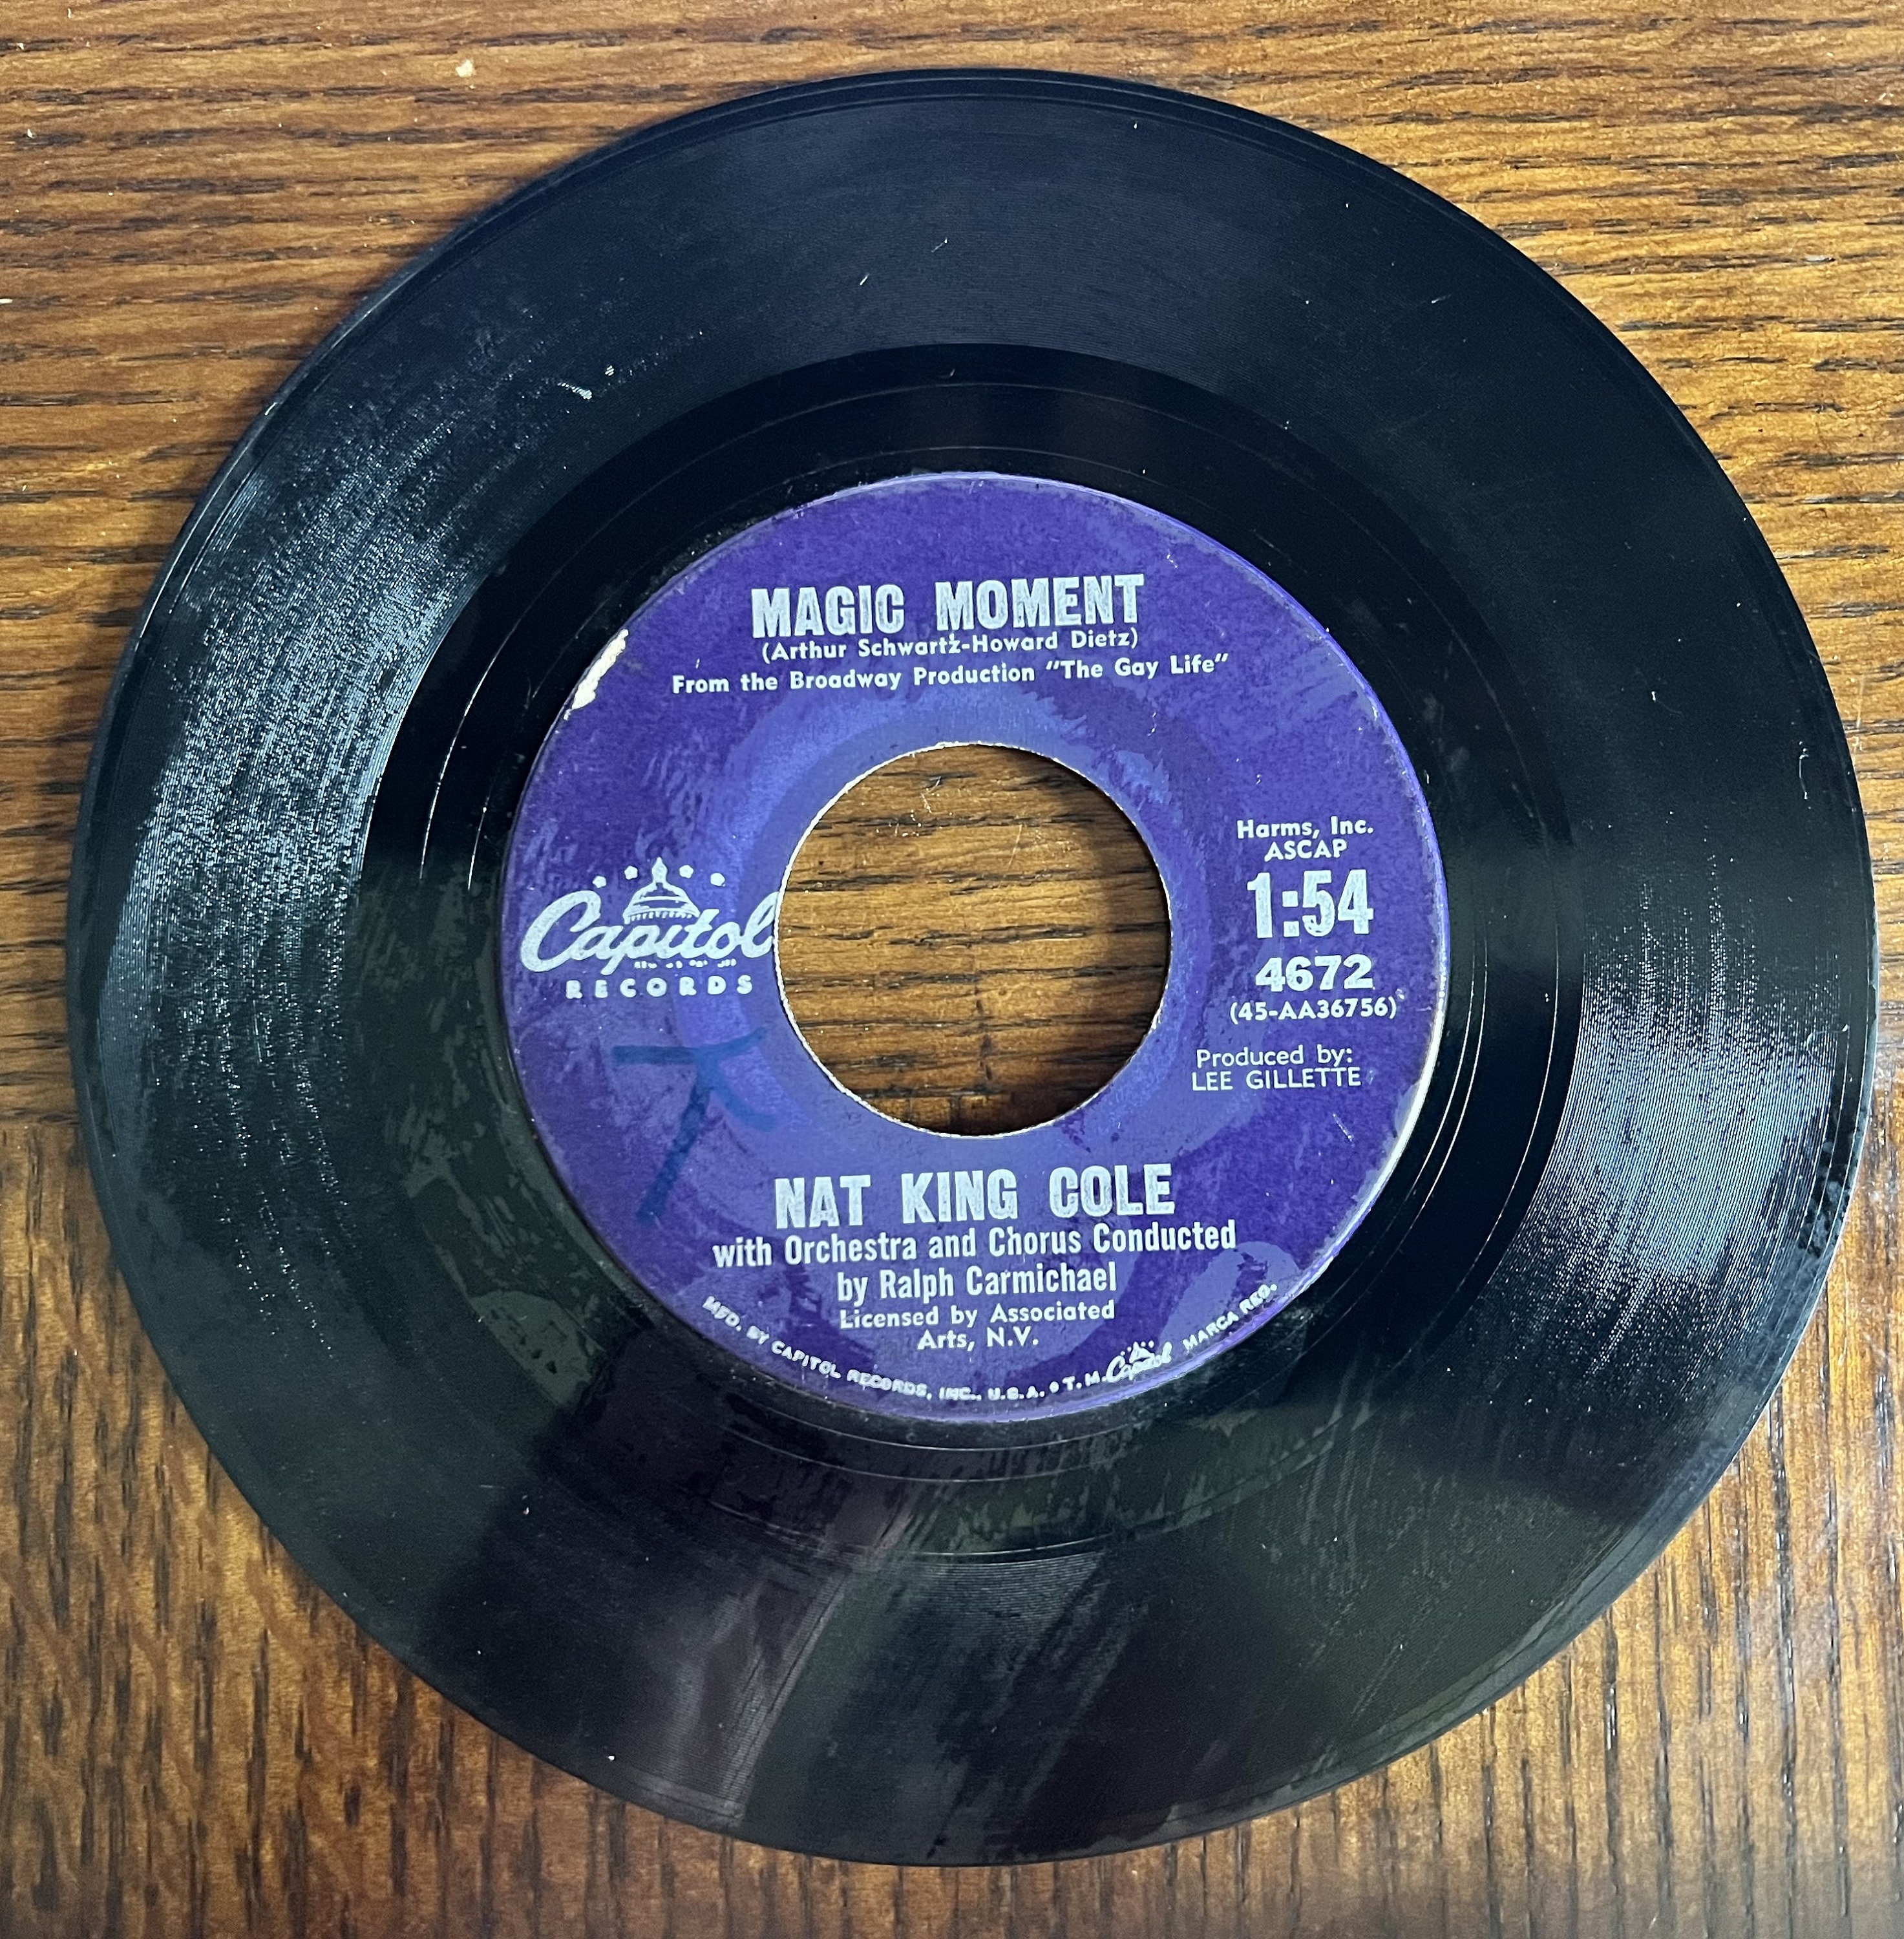 MAGIC MOMENT
(Arthur Schwartz-Howard Dietz)
From the Broadway Production "The Gay Life"
Capitol
RECORDS
Harms, Inc.
ASCAP
1:54
4672
(45-AA36756)
Produced by:
LEE GILLETTE
NAT KING COLE
with Orchestra and Chorus Conducted
by Ralph Carmichael
Licensed by Associated
Arts, N.V.
MFD. BY CAPITOL RECORDS, INC., U.S.A. • T.M. Capitol MARCA REG.